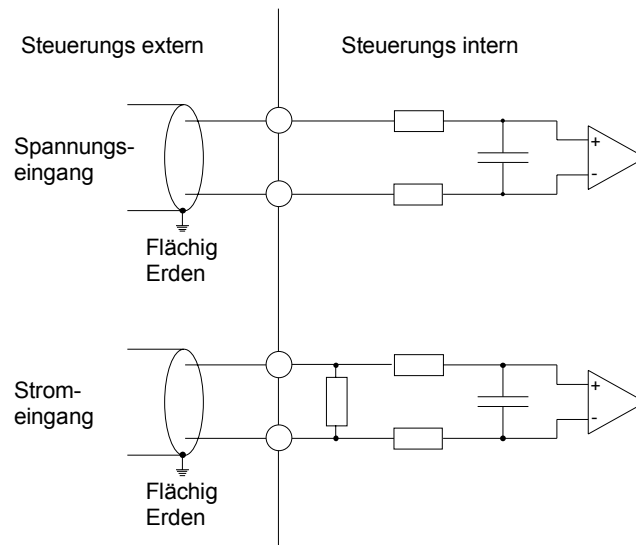 Steuerungs extern
Steuerungs intern
Spannungs-
eingang
+
-
Flächig
Erden
Strom-
eingang
+
-
Flächig
Erden